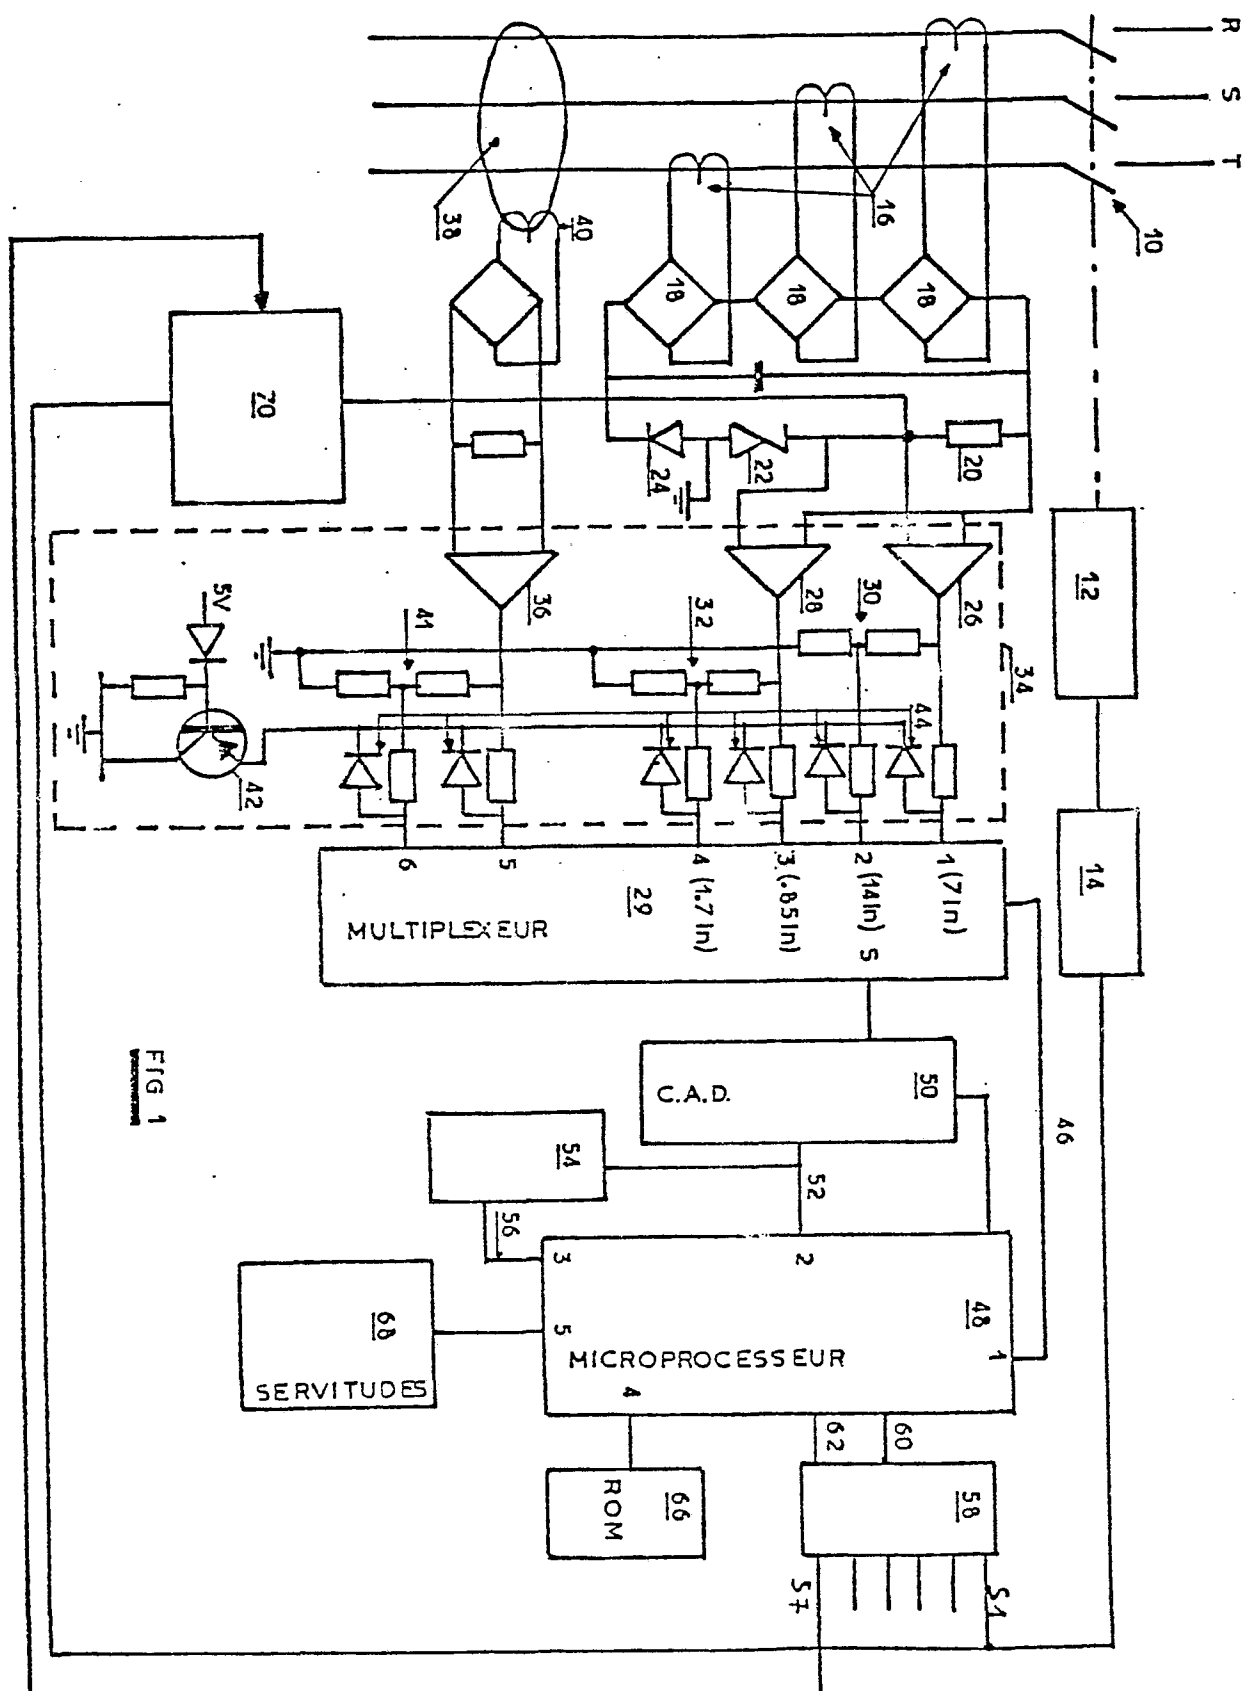 R
S
T
10
16
38
40
18
18
18
70
20
22
24
12
14
26
28
30
32
34
36
41
5V
42
44
1 (7 In)
2 (14 In)
3 (.85 In)
4 (1.7 In)
5
6
S
29
MULTIPLEXEUR
46
50
C.A.D.
52
54
56
FIG 1
48
1
2
3
5
4
MICROPROCESSEUR
68
SERVITUDES
60
62
58
66
ROM
S1
S7